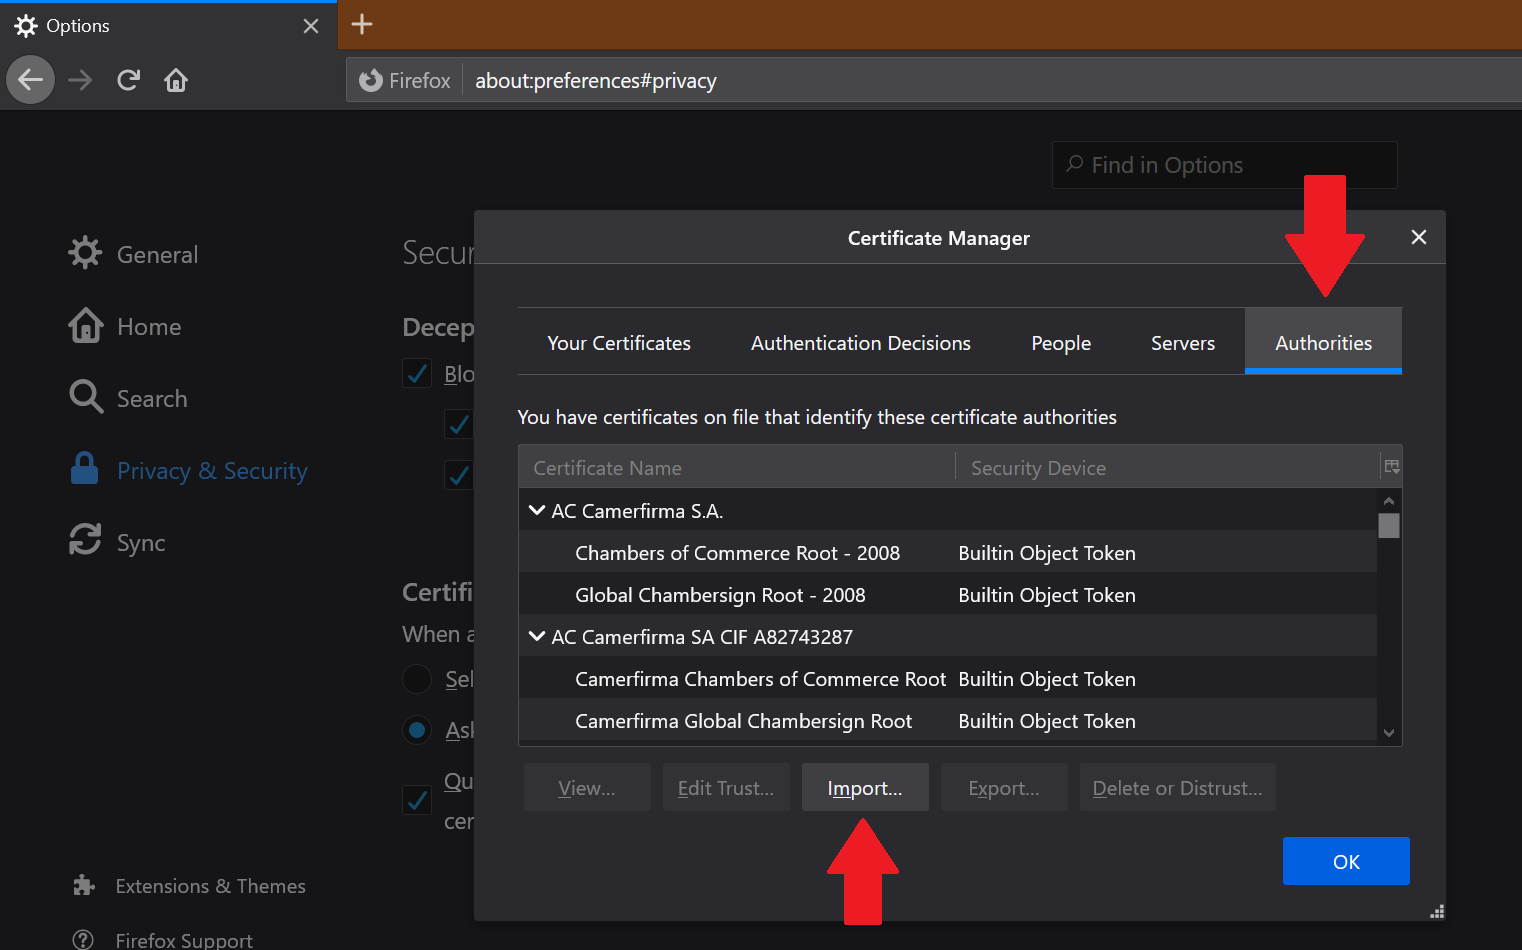 Options
Firefox
about:preferences#privacy
Find in Options
General
Home
Search
Privacy & Security
Sync
Extensions & Themes
Firefox Support
Secur
Decep
Blo
Certifi
When a
Sel
Ask
Qu
cer
Certificate Manager
Your Certificates
Authentication Decisions
People
Servers
Authorities
You have certificates on file that identify these certificate authorities
Certificate Name Security Device
AC Camerfirma S.A.
Chambers of Commerce Root - 2008 Builtin Object Token
Global Chambersign Root - 2008 Builtin Object Token
AC Camerfirma SA CIF A82743287
Camerfirma Chambers of Commerce Root Builtin Object Token
Camerfirma Global Chambersign Root Builtin Object Token
View...
Edit Trust...
Import...
Export...
Delete or Distrust...
OK